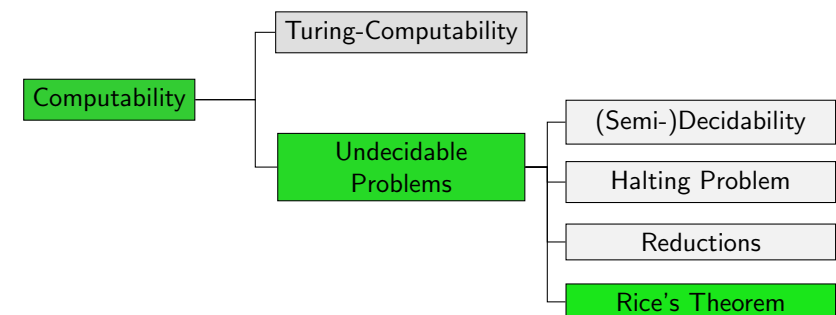 Turing-Computability
Computability
(Semi-)Decidability
Undecidable
Problems
Halting Problem
Reductions
Rice's Theorem